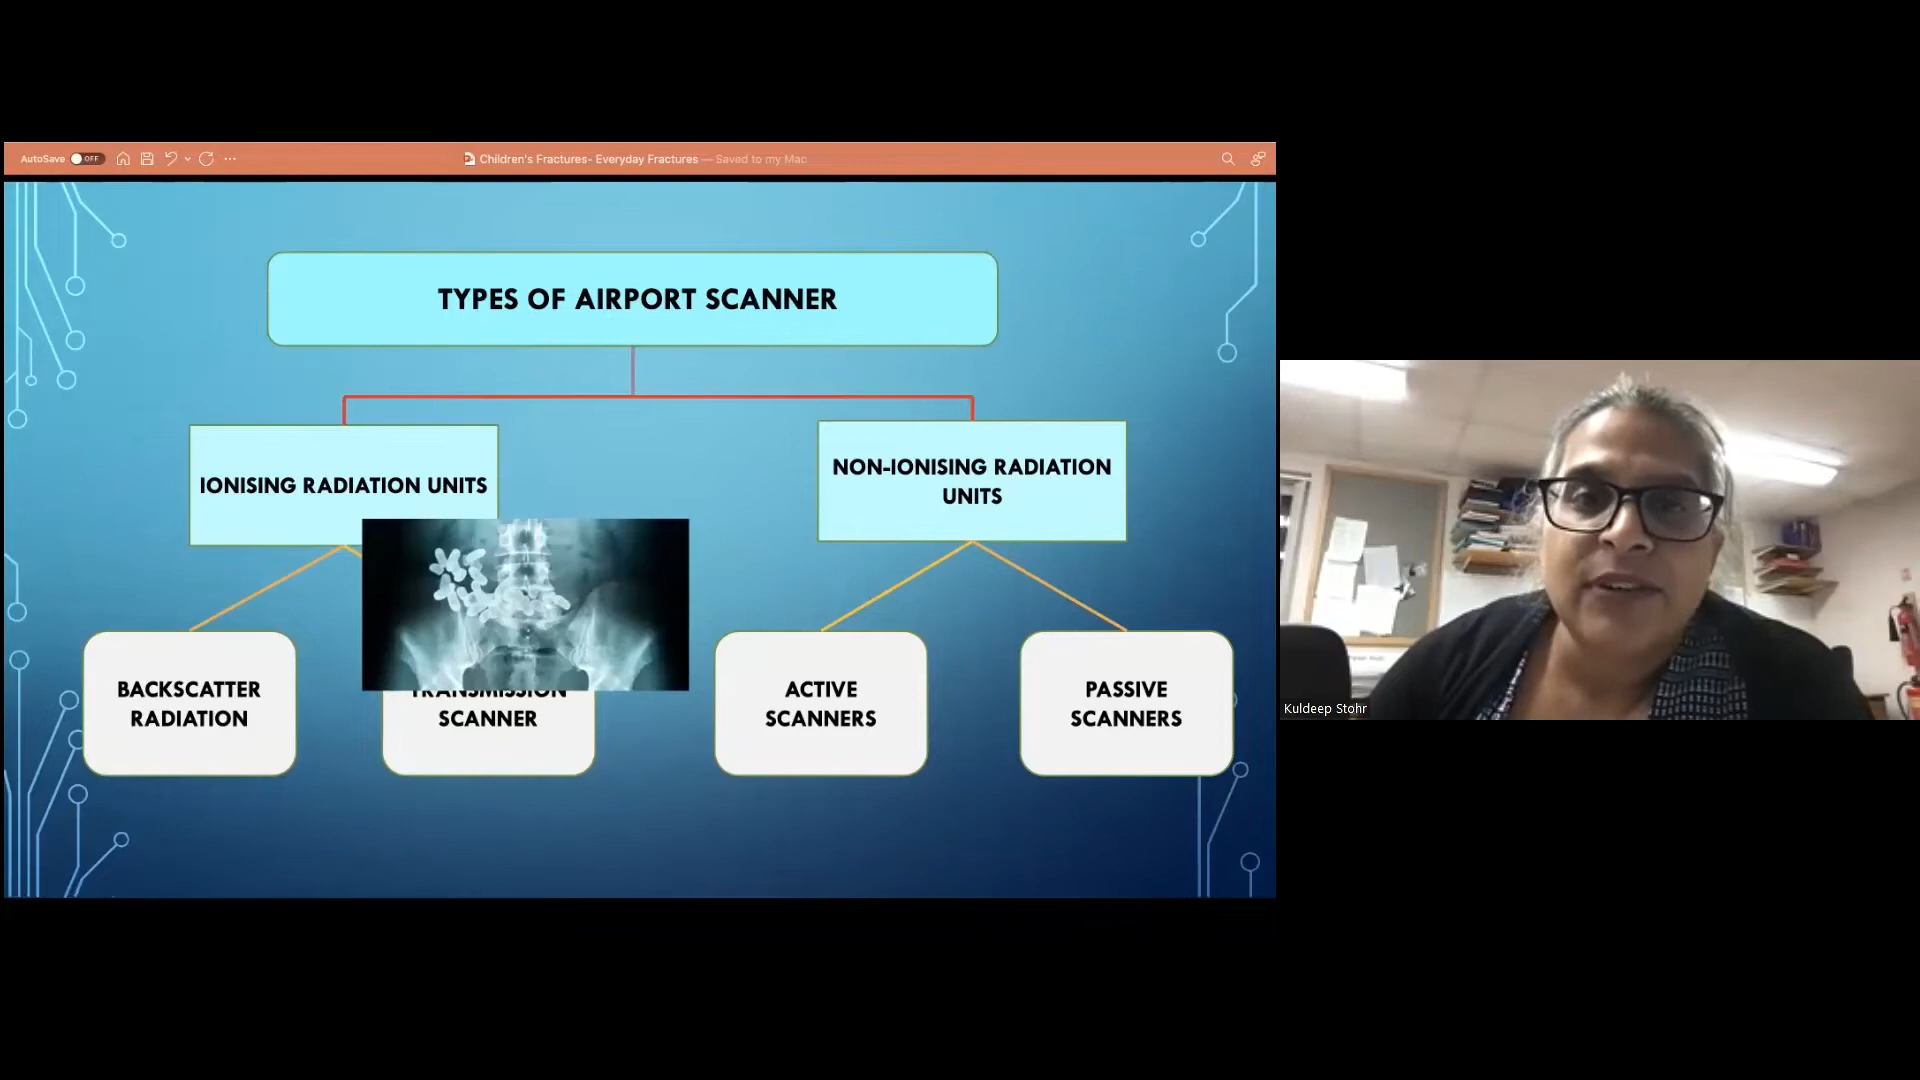 AutoSave OFF
Children's Fractures- Everyday Fractures — Saved to my Mac
TYPES OF AIRPORT SCANNER
IONISING RADIATION UNITS
NON-IONISING RADIATION
UNITS
BACKSCATTER
RADIATION
TRANSMISSION
SCANNER
ACTIVE
SCANNERS
PASSIVE
SCANNERS
Kuldeep Stohr